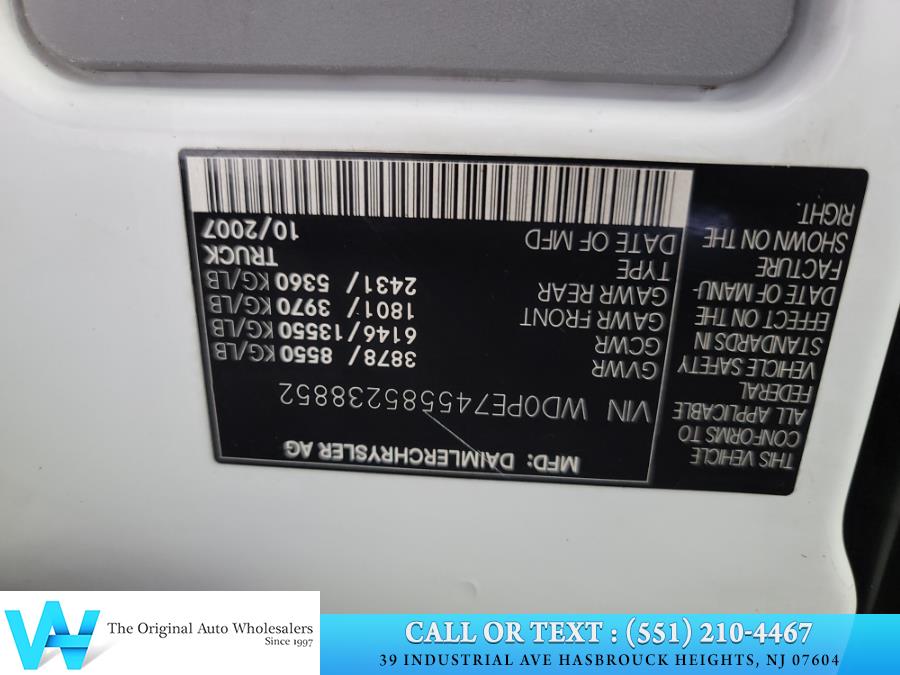 MFD: DAIMLERCHRYSLER AG
VIN WD0PE745585238852
GVWR 3878 / 8550 KG/LB
GCWR 6146 / 13550 KG/LB
GAWR FRONT 1801 / 3970 KG/LB
GAWR REAR 2431 / 5360 KG/LB
TYPE TRUCK
DATE OF MFD 10/2007
THIS VEHICLE
CONFORMS TO
ALL APPLICABLE
FEDERAL
VEHICLE SAFETY
STANDARDS IN
EFFECT ON THE
DATE OF MANU-
FACTURE
SHOWN ON THE
RIGHT.
The Original Auto Wholesalers
Since 1997
CALL OR TEXT : (551) 210-4467
39 INDUSTRIAL AVE HASBROUCK HEIGHTS, NJ 07604